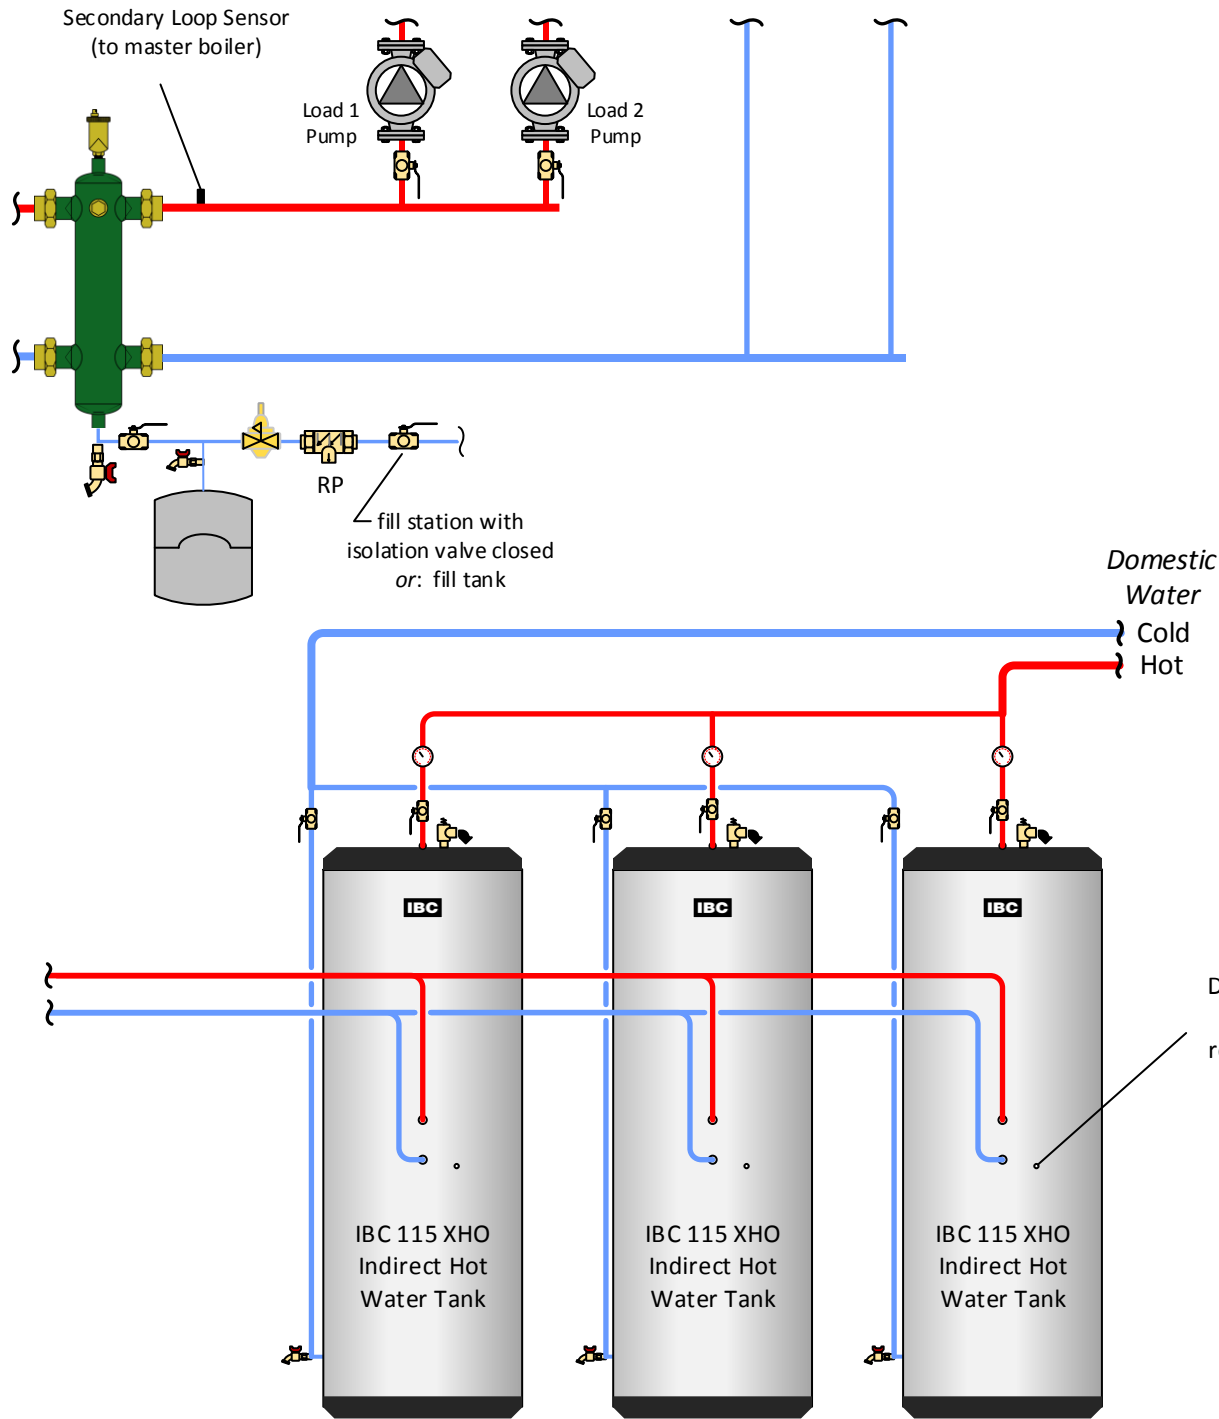 Secondary Loop Sensor
(to master boiler)
Load 1
Pump
Load 2
Pump
RP
fill station with
isolation valve closed
or: fill tank
Domestic
Water
Cold
Hot
IBC
IBC
IBC
D
r
IBC 115 XHO
Indirect Hot
Water Tank
IBC 115 XHO
Indirect Hot
Water Tank
IBC 115 XHO
Indirect Hot
Water Tank